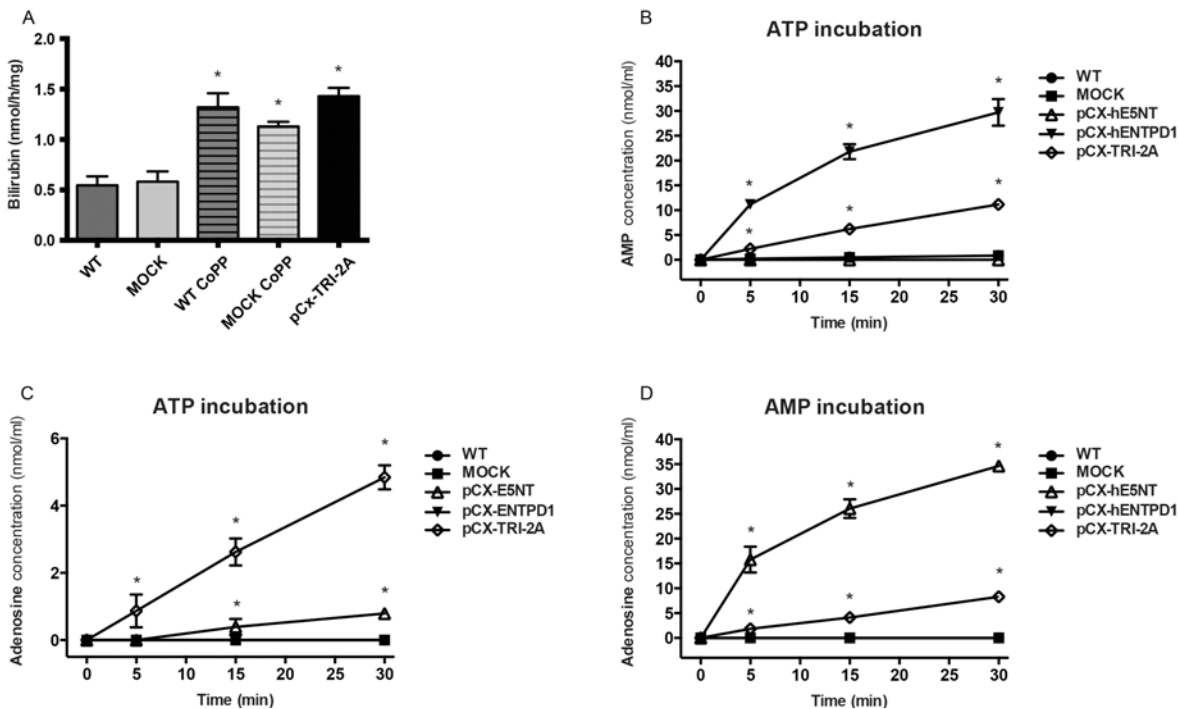 A
Bilirubin (nmol/h/mg)
2.0
1.5
1.0
0.5
0.0
* * *
WT
MOCK
WT CoPP
MOCK CoPP
pCx-TRI-2A
B
ATP incubation
AMP concentration (nmol/ml)
40
35
30
25
20
15
10
5
0
* * *
* * *
0 5 10 15 20 25 30
Time (min)
WT
MOCK
pCX-hE5NT
pCX-hENTPD1
pCX-TRI-2A
C
ATP incubation
Adenosine concentration (nmol/ml)
6
4
2
0
* * *
* *
0 5 10 15 20 25 30
Time (min)
WT
MOCK
pCX-E5NT
pCX-ENTPD1
pCX-TRI-2A
D
AMP incubation
Adenosine concentration (nmol/ml)
40
35
30
25
20
15
10
5
0
* * *
* * *
0 5 10 15 20 25 30
Time (min)
WT
MOCK
pCX-hE5NT
pCX-hENTPD1
pCX-TRI-2A